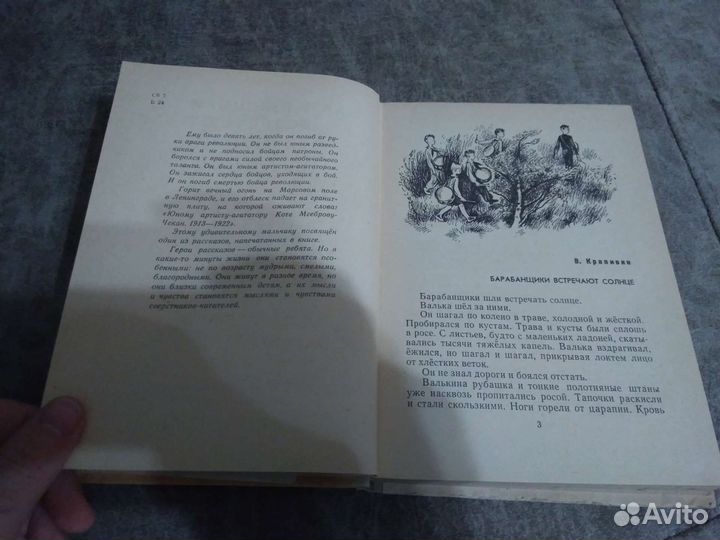 Сб 2
Б 24
Ему было девять лет, когда он погиб от ру-
ки врага революции. Он не был юным развед-
чиком и не подносил бойцам патроны. Он
боролся с врагами силой своего необычайного
таланта. Он был юным артистом-агитатором.
Он зажигал сердца бойцов, уходящих в бой.
И он погиб смертью бойца революции.
Горит вечный огонь на Марсовом поле
в Ленинграде, и его отблеск падает на гранит-
ную плиту, на которой оживают слова:
«Юному артисту-агитатору Коте Мгеброву-
Чекан. 1913—1922».
Этому удивительному мальчику посвящён
один из рассказов, напечатанных в книге.
Герои рассказов — обычные ребята. Но в
какие-то минуты жизни они становятся осо-
бенными: не по возрасту мудрыми, смелыми,
благородными. Они живут в разное время, но
они близки современным детям, а их мысли
и чувства становятся мыслями и чувствами
сверстников-читателей.
В. Крапивин
БАРАБАНЩИКИ ВСТРЕЧАЮТ СОЛНЦЕ
Барабанщики шли встречать солнце.
Валька шёл за ними.
Он шагал по колено в траве, холодной и жёсткой.
Пробирался по кустам. Трава и кусты были сплошь
в росе. С листьев, будто с маленьких ладоней, скаты-
вались тысячи тяжёлых капель. Валька вздрагивал,
ёжился, но шагал и шагал, прикрывая локтем лицо
от хлёстких веток.
Он не знал дороги и боялся отстать.
Валькина рубашка и тонкие полотняные штаны
уже насквозь пропитались росой. Тапочки раскисли
и стали скользкими. Ноги горели от царапин. Кровь
3
Avito